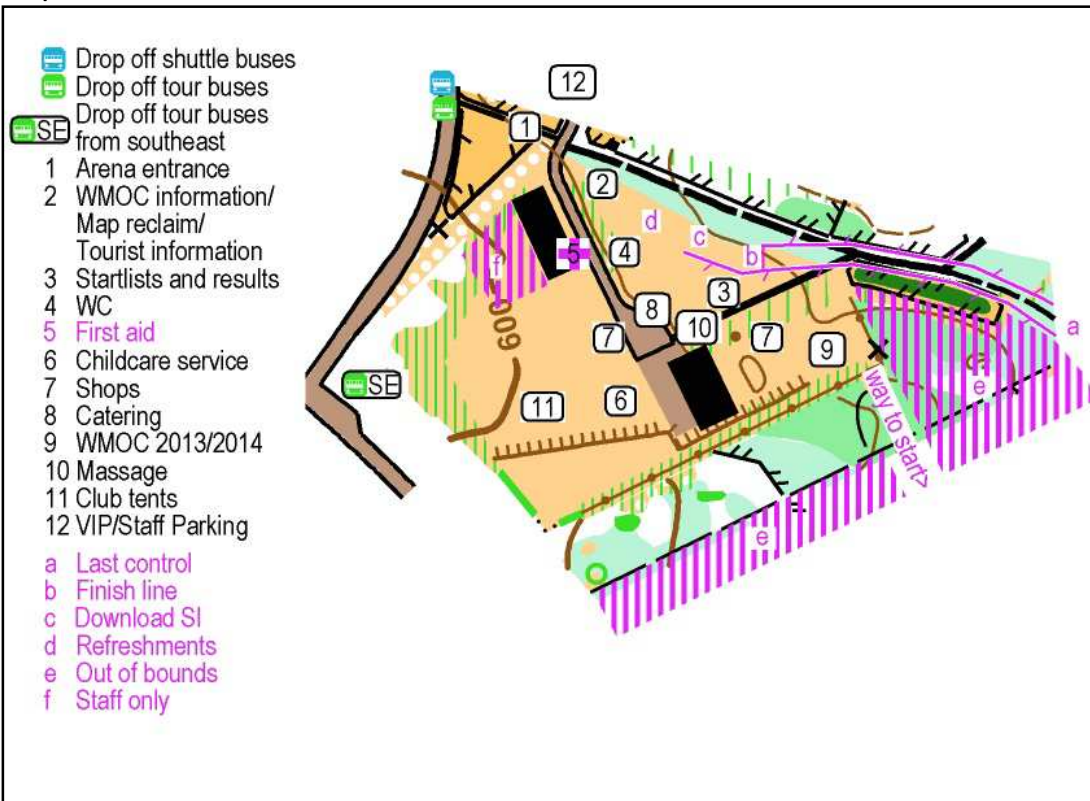 Drop off shuttle buses
Drop off tour buses
Drop off tour buses
SE
from southeast
1 Arena entrance
2 WMOC information/
Map reclaim/
Tourist information
3 Startlists and results
4 WC
5 First aid
6 Childcare service
7 Shops
8 Catering
9 WMOC 2013/2014
10 Massage
11 Club tents
12 VIP/Staff Parking
a Last control
b Finish line
c Download SI
d Refreshments
e Out of bounds
f Staff only
12
1
2
d
c
b
5
4
f
600
3
8
10
7
7
9
a
e
SE
11
6
way to start>
e